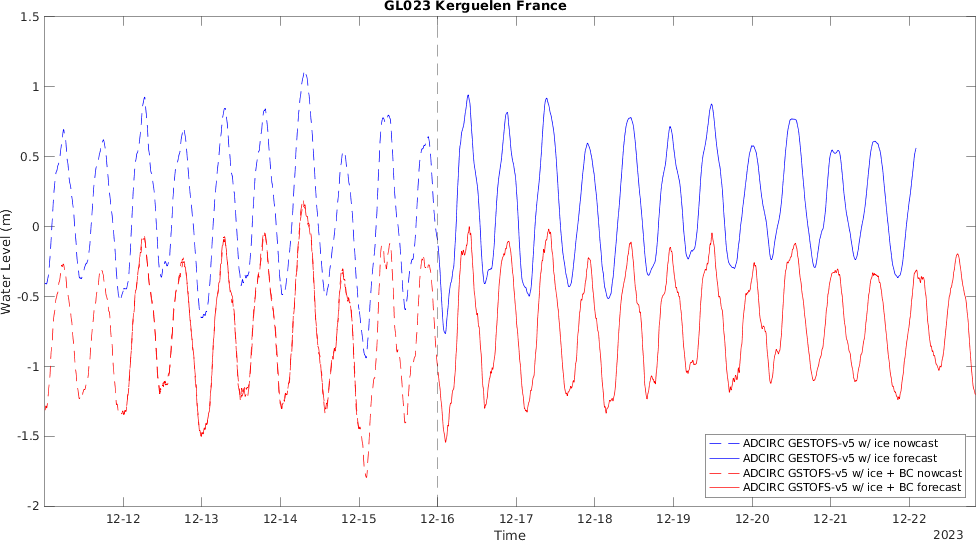 GL023 Kerguelen France
1.5
1
0.5
0
-0.5
-1
-1.5
-2
Water Level (m)
12-12 12-13 12-14 12-15 12-16 12-17 12-18 12-19 12-20 12-21 12-22
Time
2023
ADCIRC GESTOFS-v5 w/ ice nowcast
ADCIRC GESTOFS-v5 w/ ice forecast
ADCIRC GSTOFS-v5 w/ ice + BC nowcast
ADCIRC GSTOFS-v5 w/ ice + BC forecast